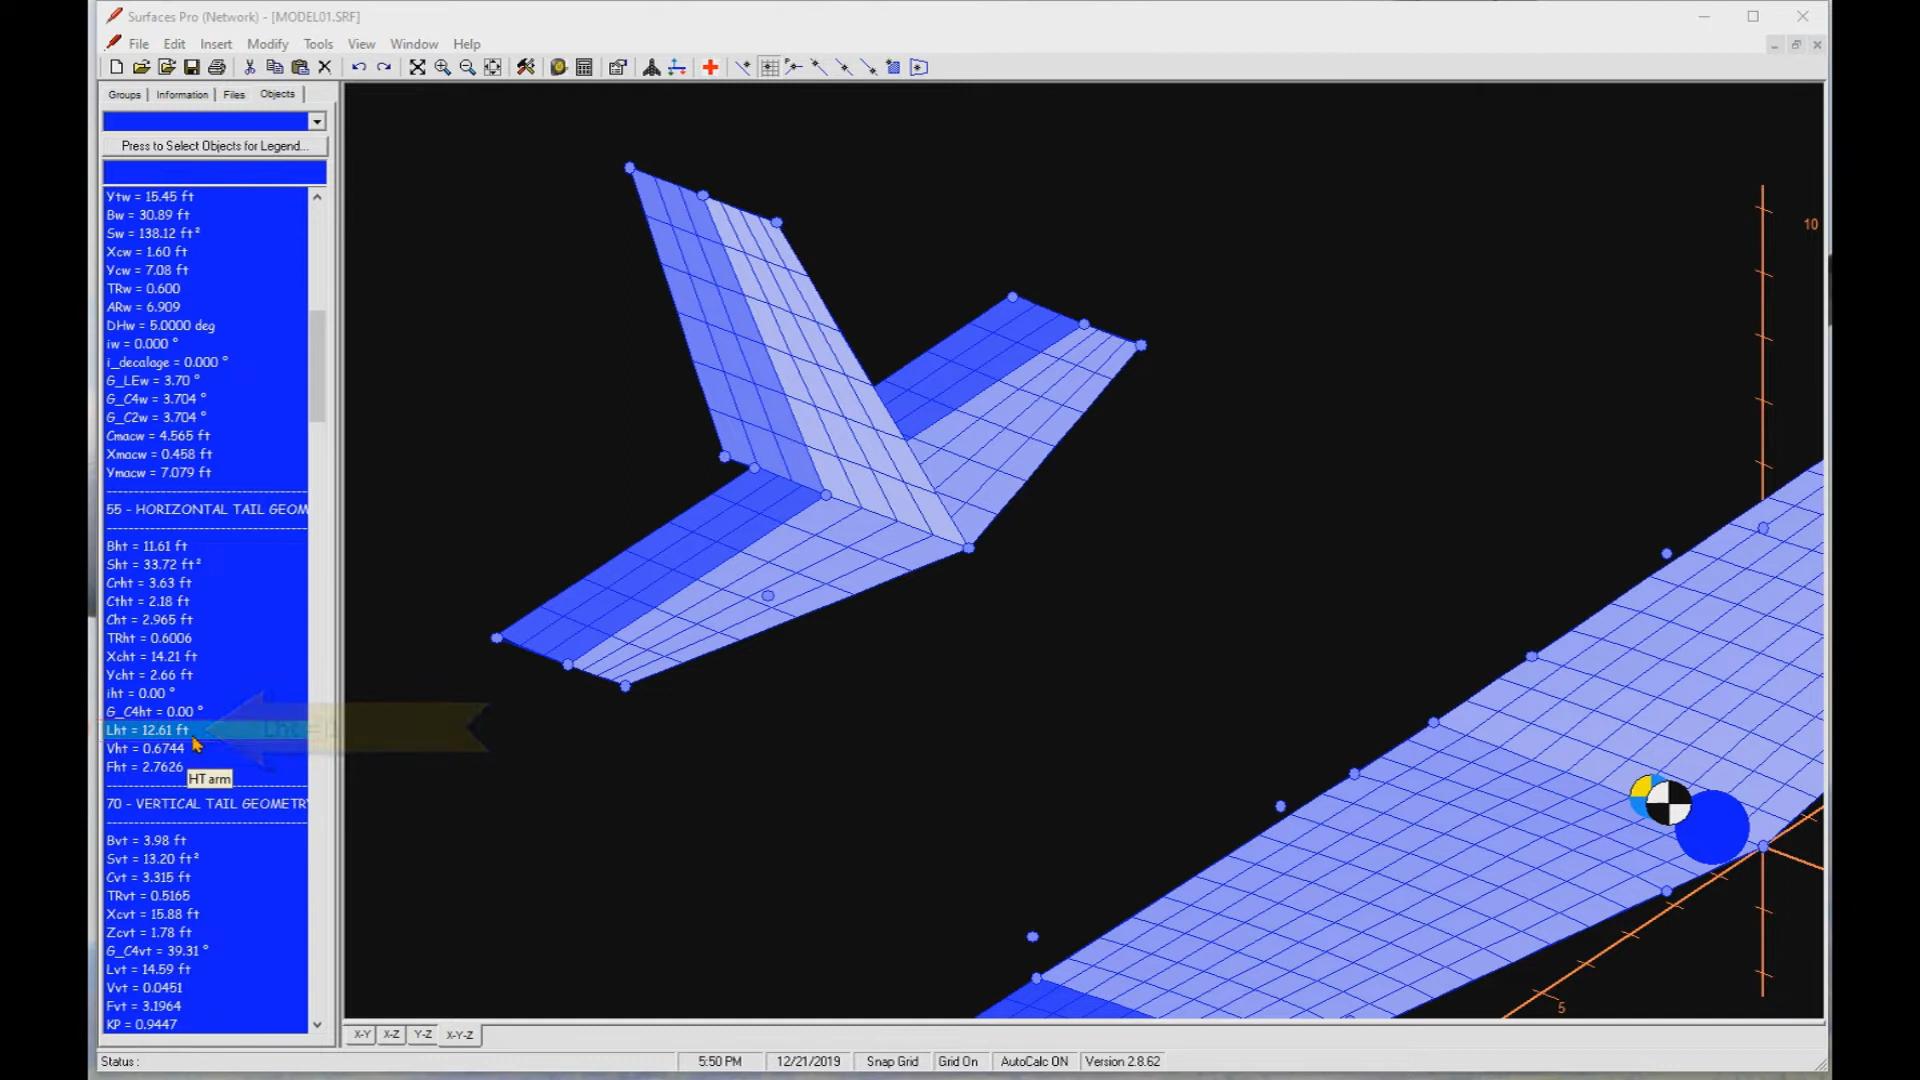 Surfaces Pro (Network) - [MODEL01.SRF]
File Edit Insert Modify Tools View Window Help
Groups Information Files Objects
Press to Select Objects for Legend...
Ytw = 15.45 ft
Bw = 30.89 ft
Sw = 138.12 ft²
Xcw = 1.60 ft
Ycw = 7.08 ft
TRw = 0.600
ARw = 6.909
DHw = 5.0000 deg
iw = 0.000 °
i_decalage = 0.000 °
G_LEw = 3.70 °
G_C4w = 3.704 °
G_C2w = 3.704 °
Cmacw = 4.565 ft
Xmacw = 0.458 ft
Ymacw = 7.079 ft
55 - HORIZONTAL TAIL GEOM
Bht = 11.61 ft
Sht = 33.72 ft²
Crht = 3.63 ft
Ctht = 2.18 ft
Cht = 2.965 ft
TRht = 0.6006
Xcht = 14.21 ft
Ycht = 2.66 ft
iht = 0.00 °
G_C4ht = 0.00 °
Lht = 12.61 ft
Vht = 0.6744
Fht = 2.7626
HT arm
70 - VERTICAL TAIL GEOMETRY
Bvt = 3.98 ft
Svt = 13.20 ft²
Cvt = 3.315 ft
TRvt = 0.5165
Xcvt = 15.88 ft
Zcvt = 1.78 ft
G_C4vt = 39.31 °
Lvt = 14.59 ft
Vvt = 0.0451
Fvt = 3.1964
KP = 0.9447
10
5
X-Y X-Z Y-Z X-Y-Z
Status : 5:50 PM 12/21/2019 Snap Grid Grid On AutoCalc ON Version 2.8.62